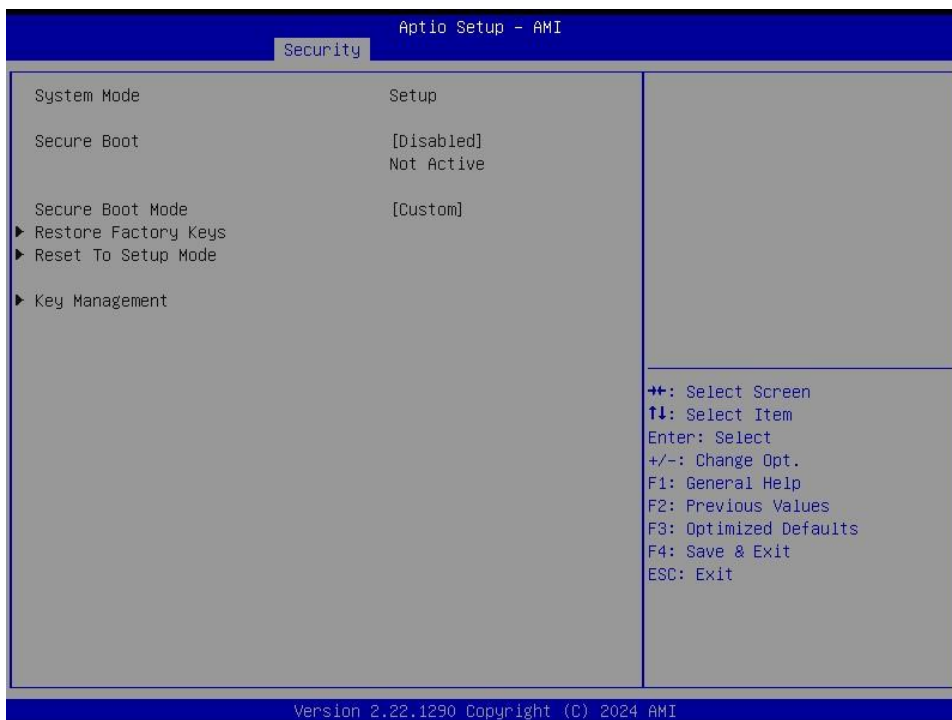 Aptio Setup – AMI
Security
System Mode Setup
Secure Boot [Disabled]
Not Active
Secure Boot Mode [Custom]
▶ Restore Factory Keys
▶ Reset To Setup Mode
▶ Key Management
→←: Select Screen
↑↓: Select Item
Enter: Select
+/-: Change Opt.
F1: General Help
F2: Previous Values
F3: Optimized Defaults
F4: Save & Exit
ESC: Exit
Version 2.22.1290 Copyright (C) 2024 AMI